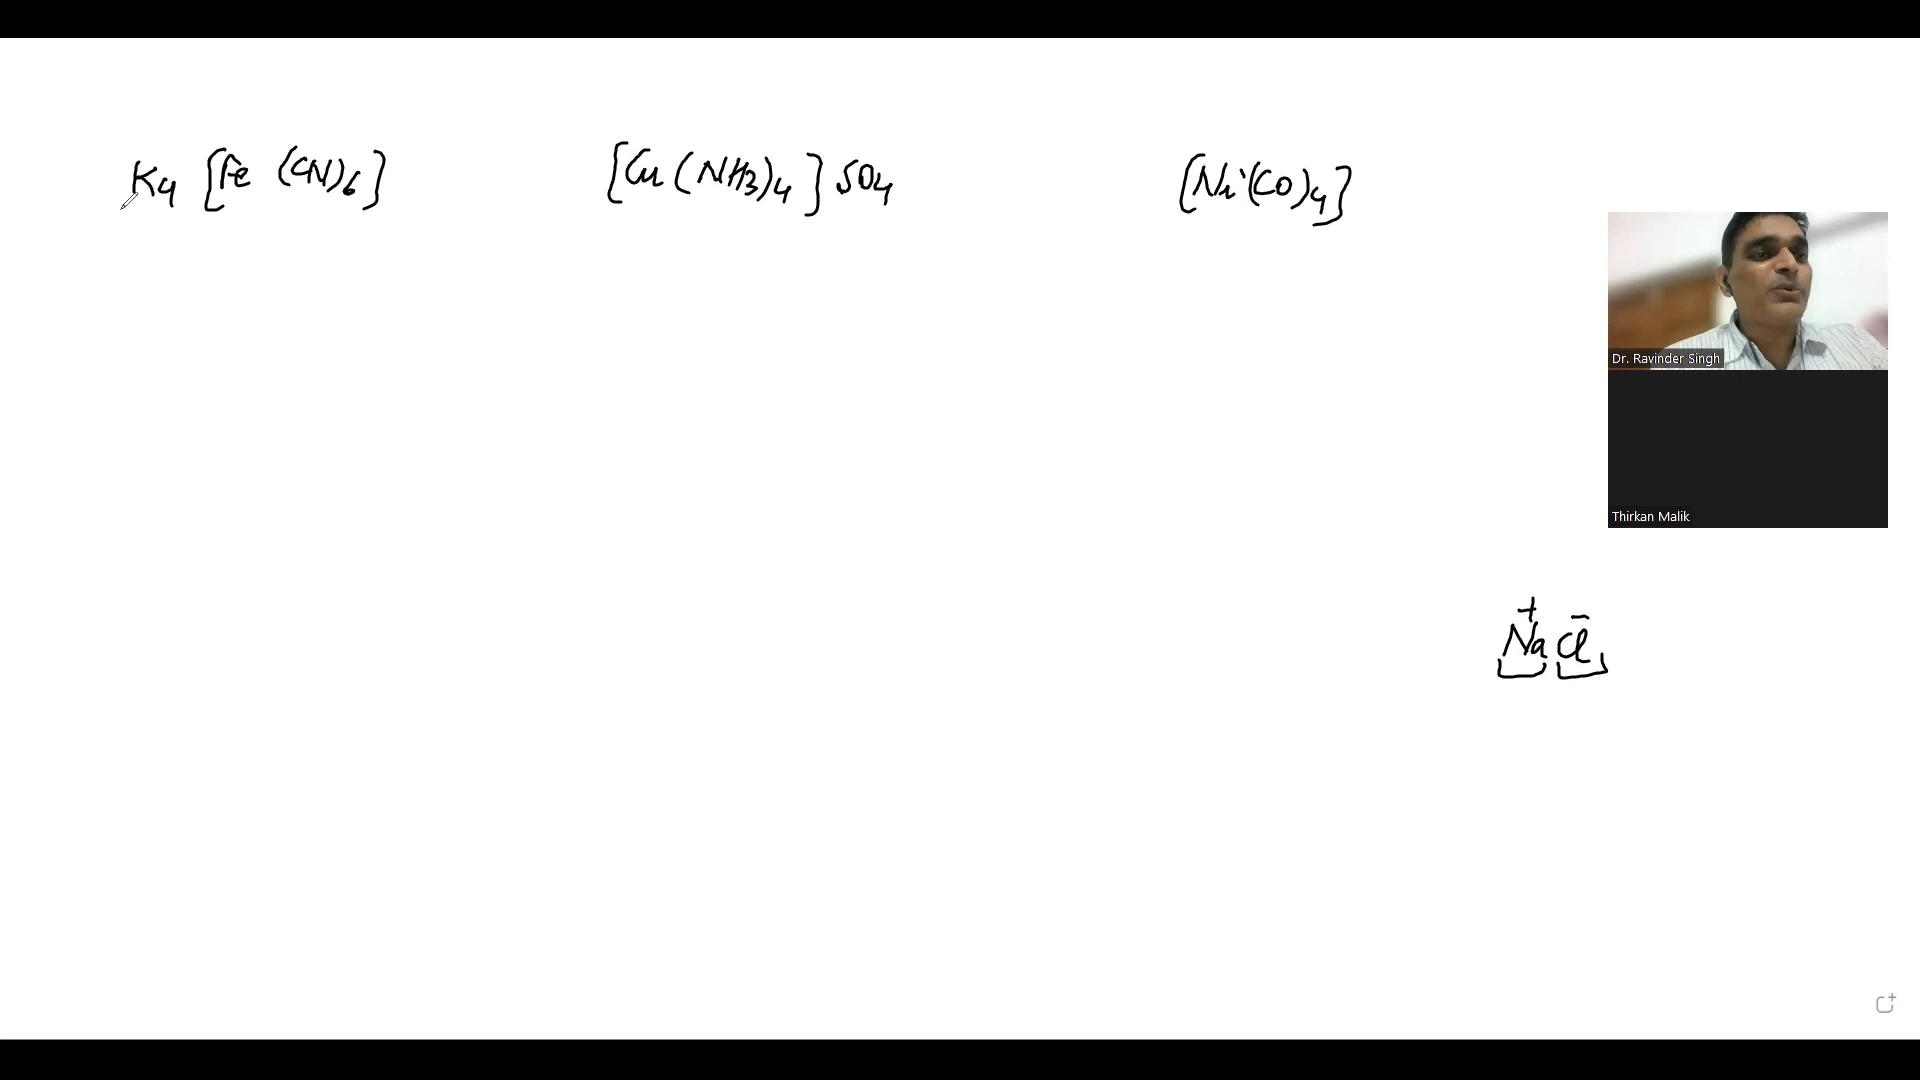 K4 [Fe (CN)6]
[Cu (NH3)4] SO4
[Ni(CO)4]
Dr. Ravinder Singh
Thirkan Malik
+ -
Na Cl